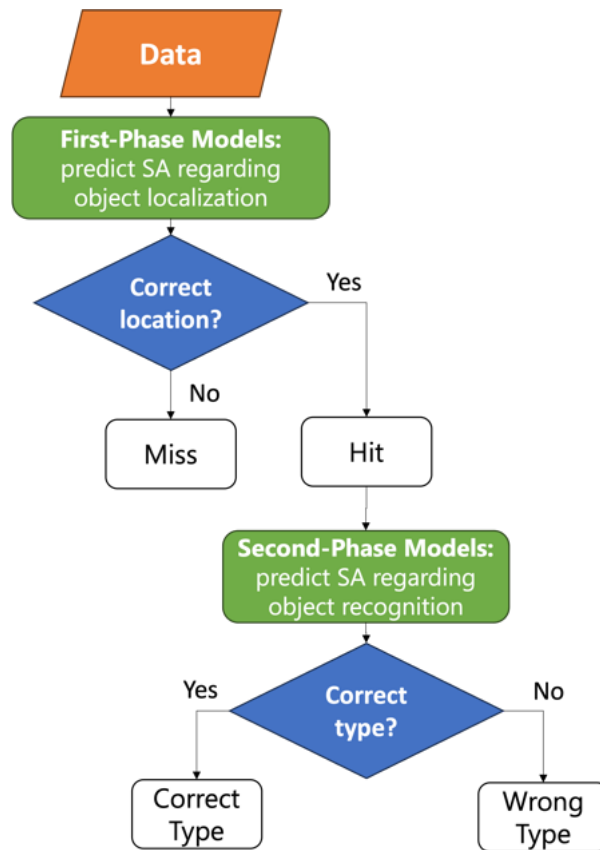 Data
First-Phase Models:
predict SA regarding
object localization
Correct
location?
Yes
No
Miss
Hit
Second-Phase Models:
predict SA regarding
object recognition
Yes
Correct
type?
No
Correct
Type
Wrong
Type